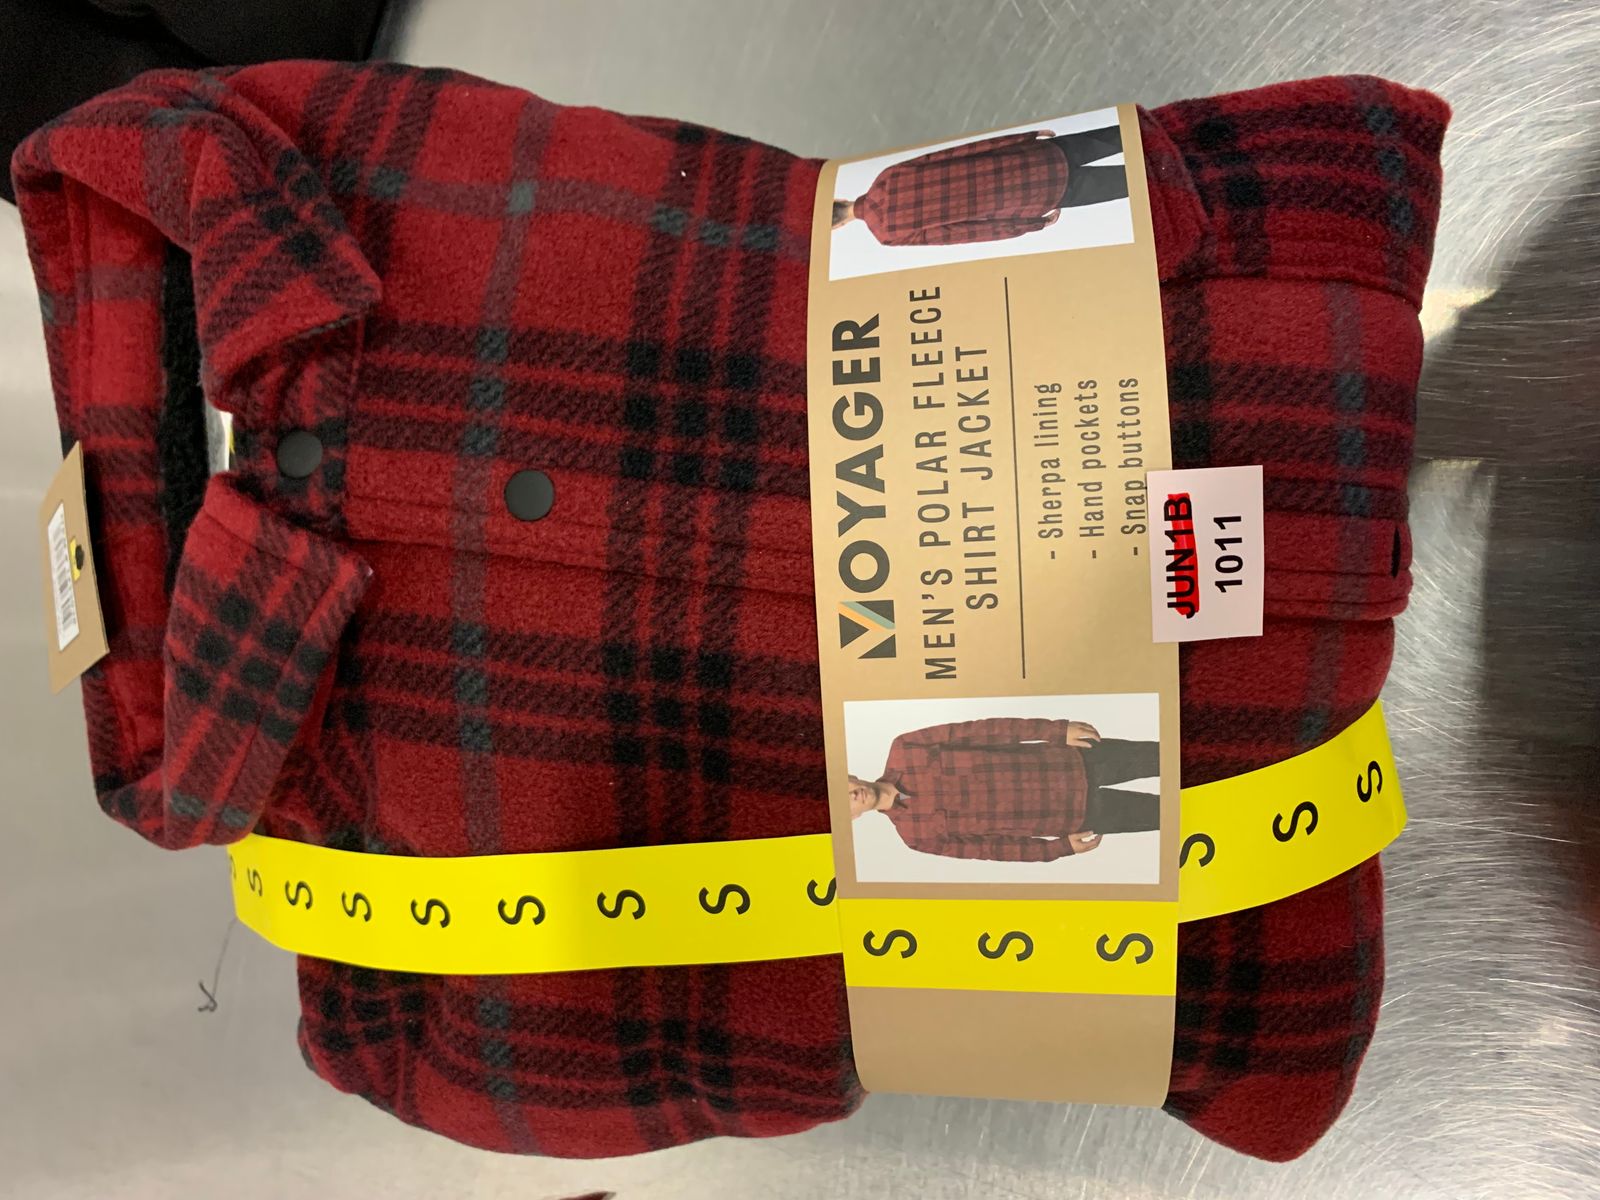 VOYAGER
MEN'S POLAR FLEECE
SHIRT JACKET
- Sherpa lining
- Hand pockets
- Snap buttons
JUN1B
1011
S S S S S S S S S S S S
S S S